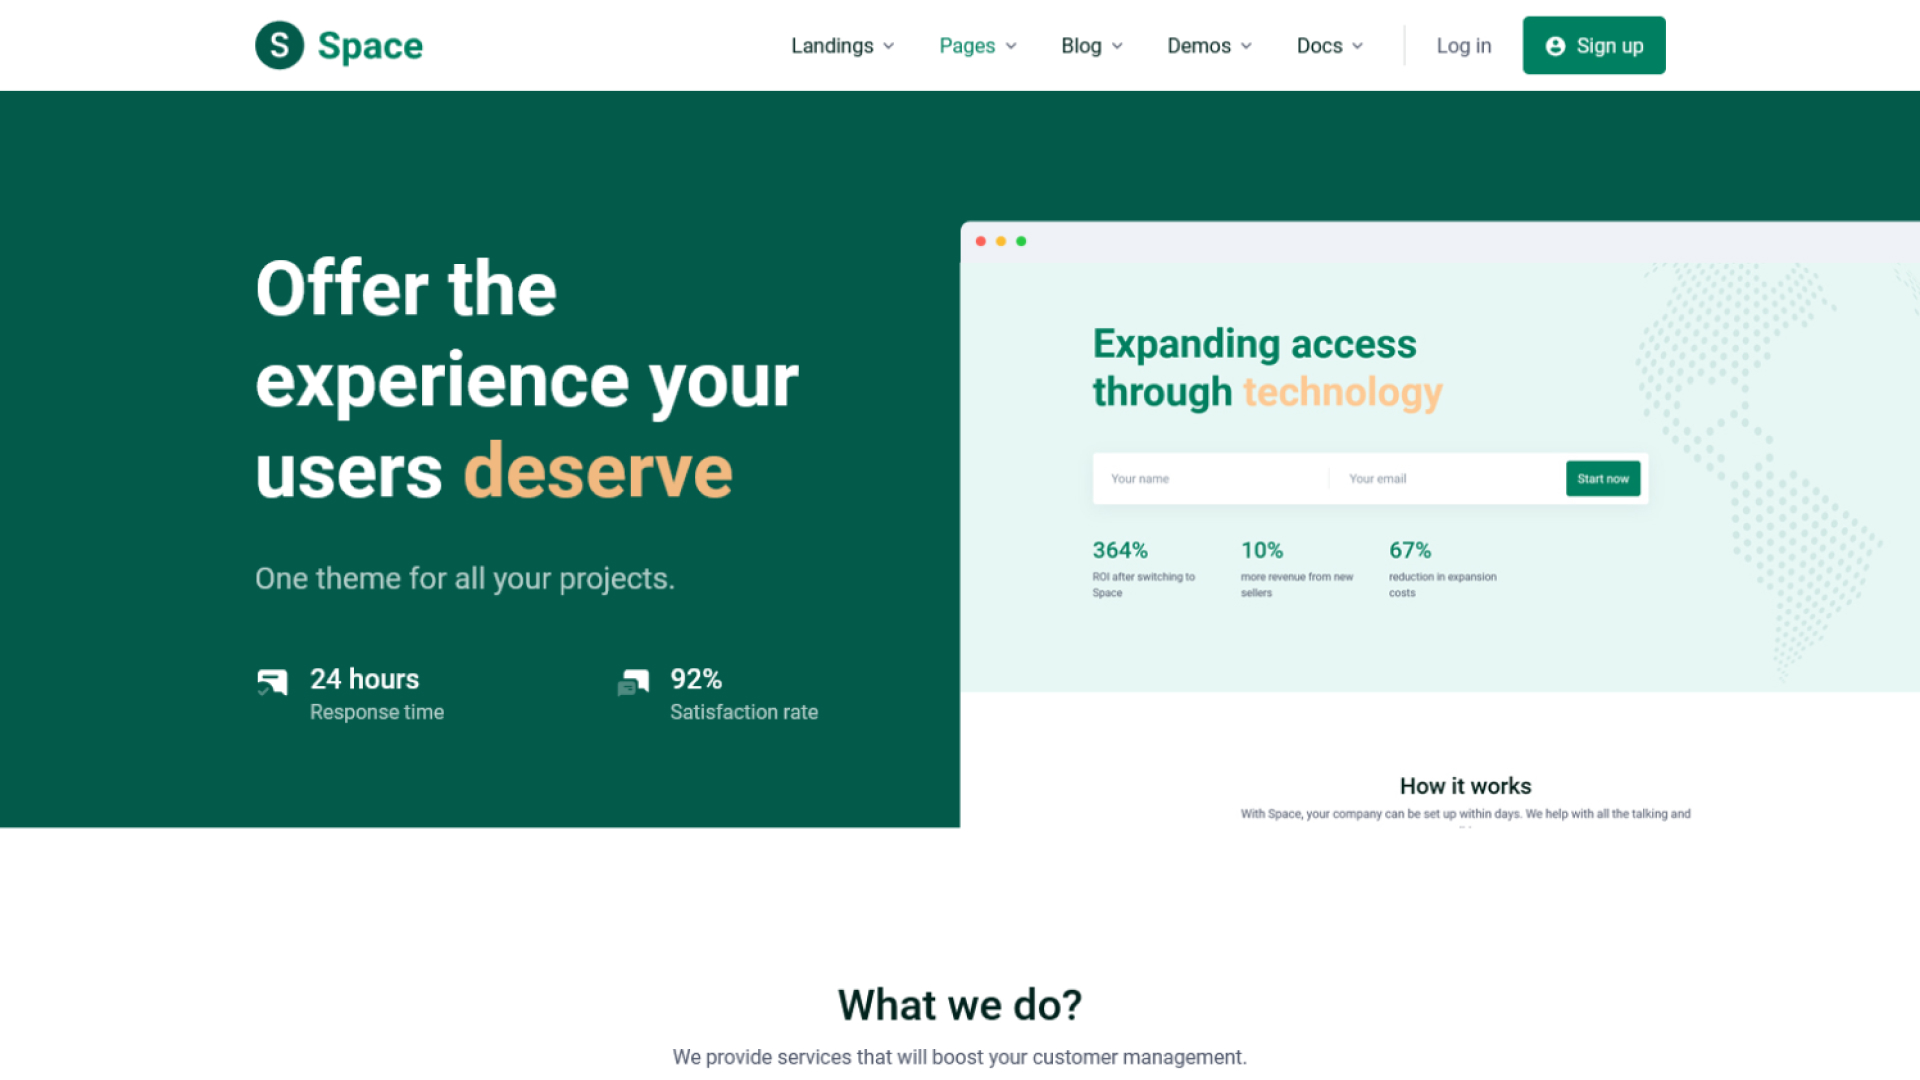 S Space
Landings
Pages
Blog
Demos
Docs
Log in
Sign up
Offer the
experience your
users deserve
One theme for all your projects.
24 hours
Response time
92%
Satisfaction rate
Expanding access
through technology
Your name
Your email
Start now
364%
ROI after switching to
Space
10%
more revenue from new
sellers
67%
reduction in expansion
costs
How it works
With Space, your company can be set up within days. We help with all the talking and
What we do?
We provide services that will boost your customer management.